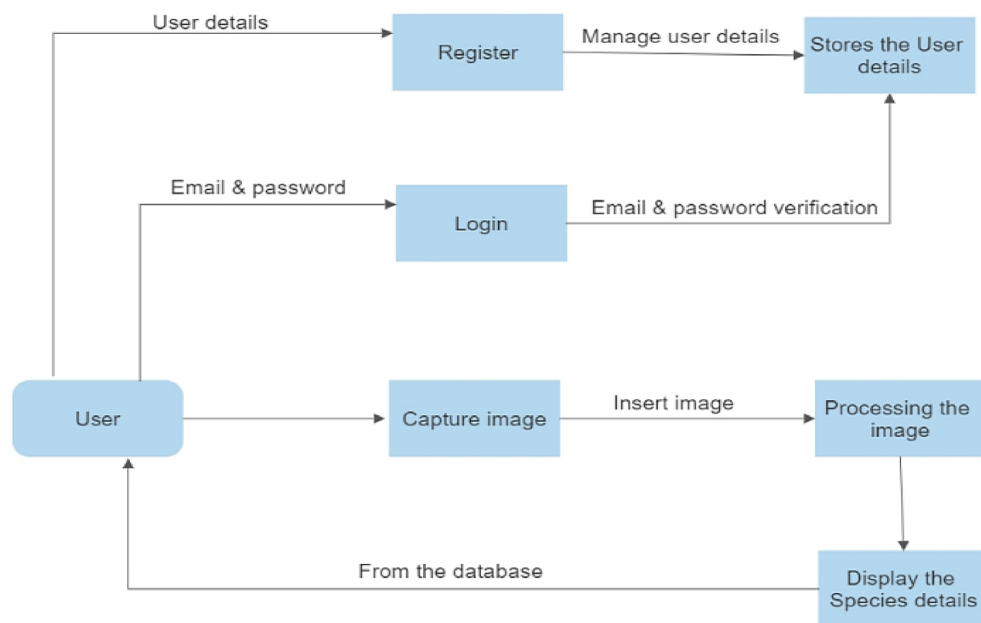 User details
Register
Manage user details
Stores the User
details
Email & password
Login
Email & password verification
User
Capture image
Insert image
Processing the
image
From the database
Display the
Species details